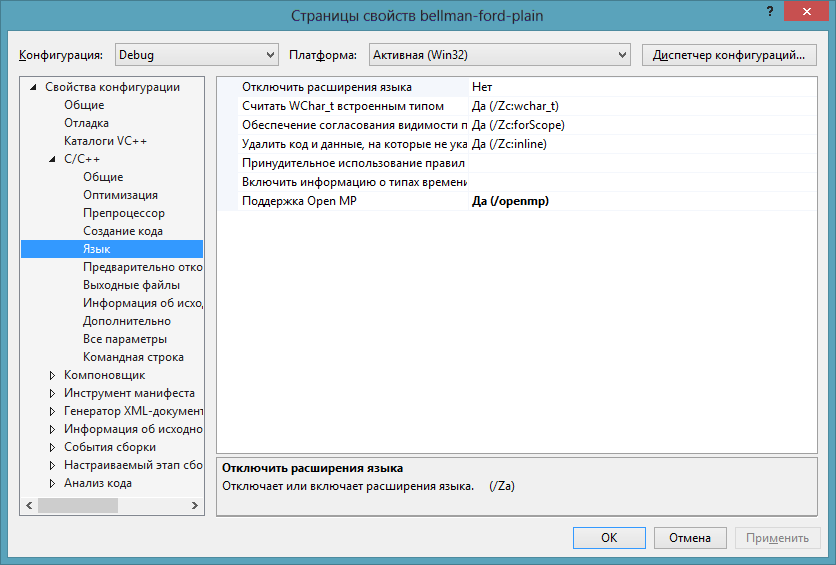 Страницы свойств bellman-ford-plain
?
Конфигурация: Debug Платформа: Активная (Win32) Диспетчер конфигураций...
Свойства конфигурации
Общие
Отладка
Каталоги VC++
C/C++
Общие
Оптимизация
Препроцессор
Создание кода
Язык
Предварительно отко
Выходные файлы
Информация об исход
Дополнительно
Все параметры
Командная строка
Компоновщик
Инструмент манифеста
Генератор XML-документ
Информация об исходно
События сборки
Настраиваемый этап сбо
Анализ кода
Отключить расширения языка Нет
Считать WChar_t встроенным типом Да (/Zc:wchar_t)
Обеспечение согласования видимости п Да (/Zc:forScope)
Удалить код и данные, на которые не ука Да (/Zc:inline)
Принудительное использование правил
Включить информацию о типах времени
Поддержка Open MP Да (/openmp)
Отключить расширения языка
Отключает или включает расширения языка. (/Za)
ОК Отмена Применить